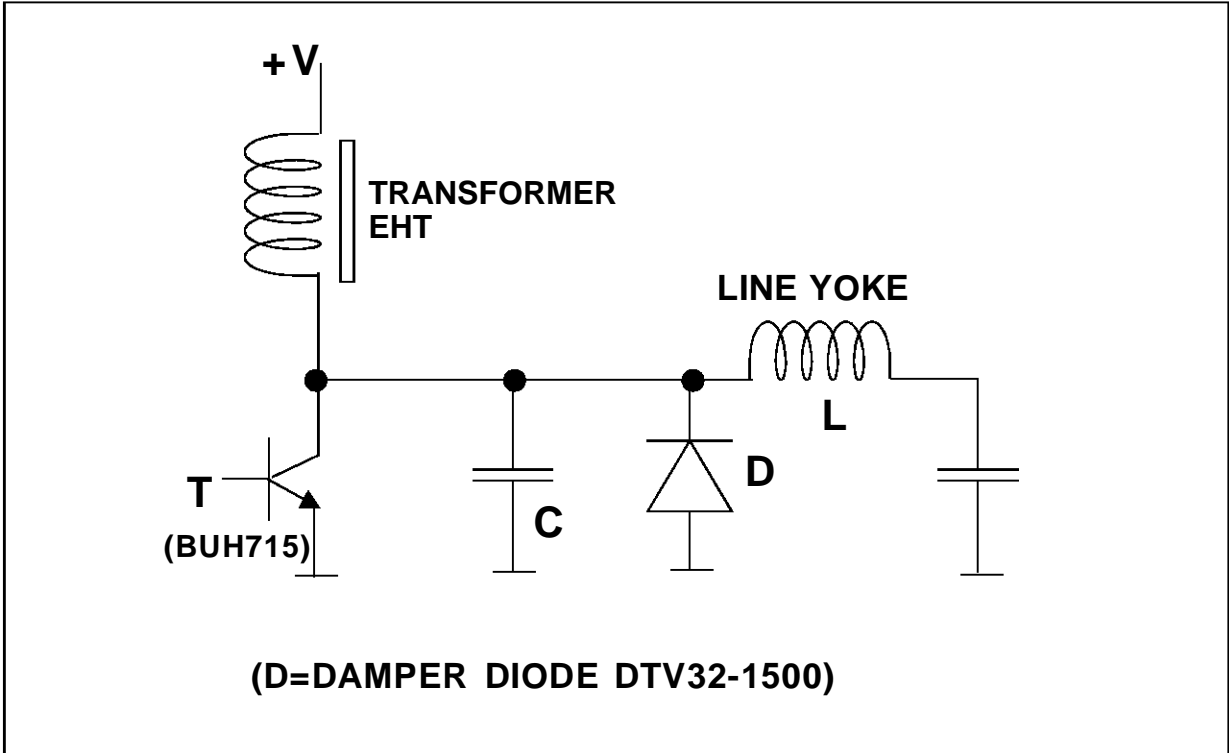 +V
TRANSFORMER
EHT
LINE YOKE
L
T
(BUH715)
C
D
(D=DAMPER DIODE DTV32-1500)